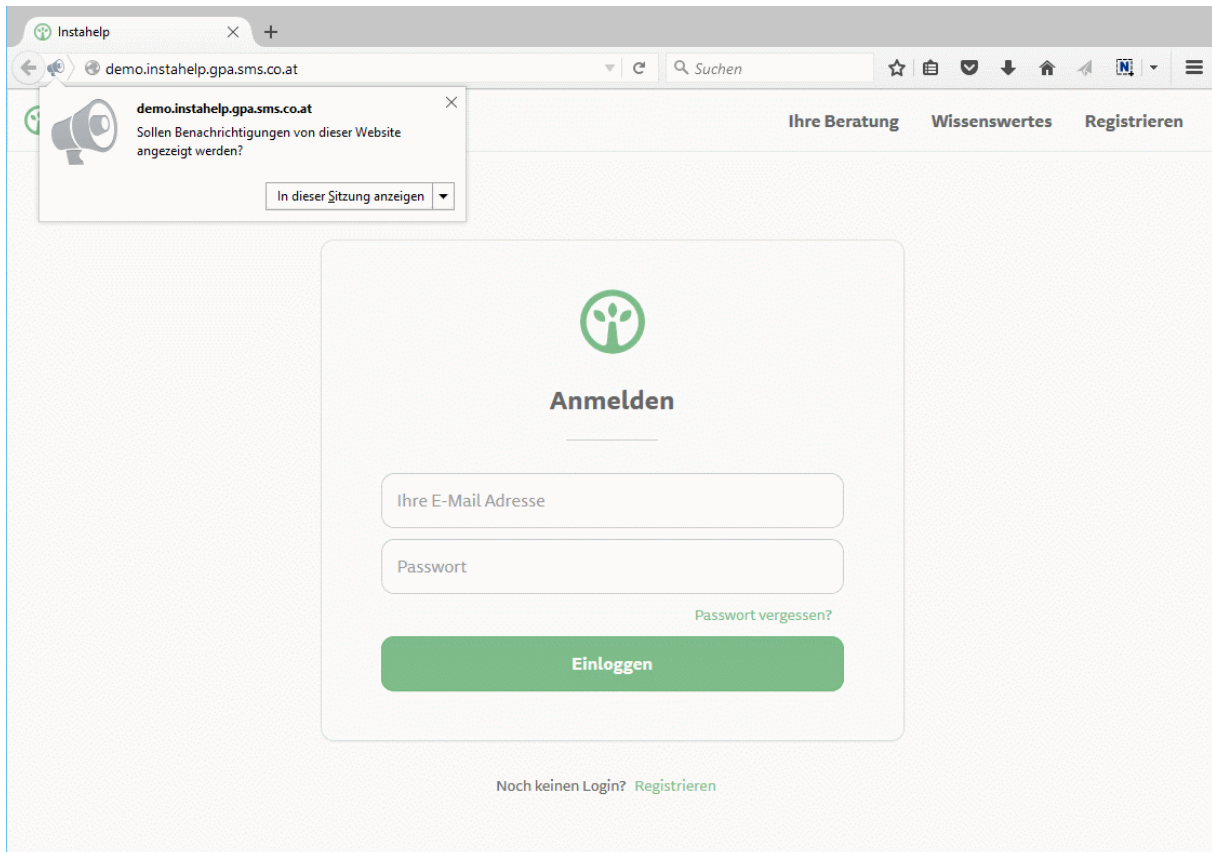 Instahelp
demo.instahelp.gpa.sms.co.at
Suchen
N
demo.instahelp.gpa.sms.co.at
Sollen Benachrichtigungen von dieser Website
angezeigt werden?
In dieser Sitzung anzeigen
Ihre Beratung Wissenswertes Registrieren
Anmelden
Ihre E-Mail Adresse
Passwort
Passwort vergessen?
Einloggen
Noch keinen Login? Registrieren